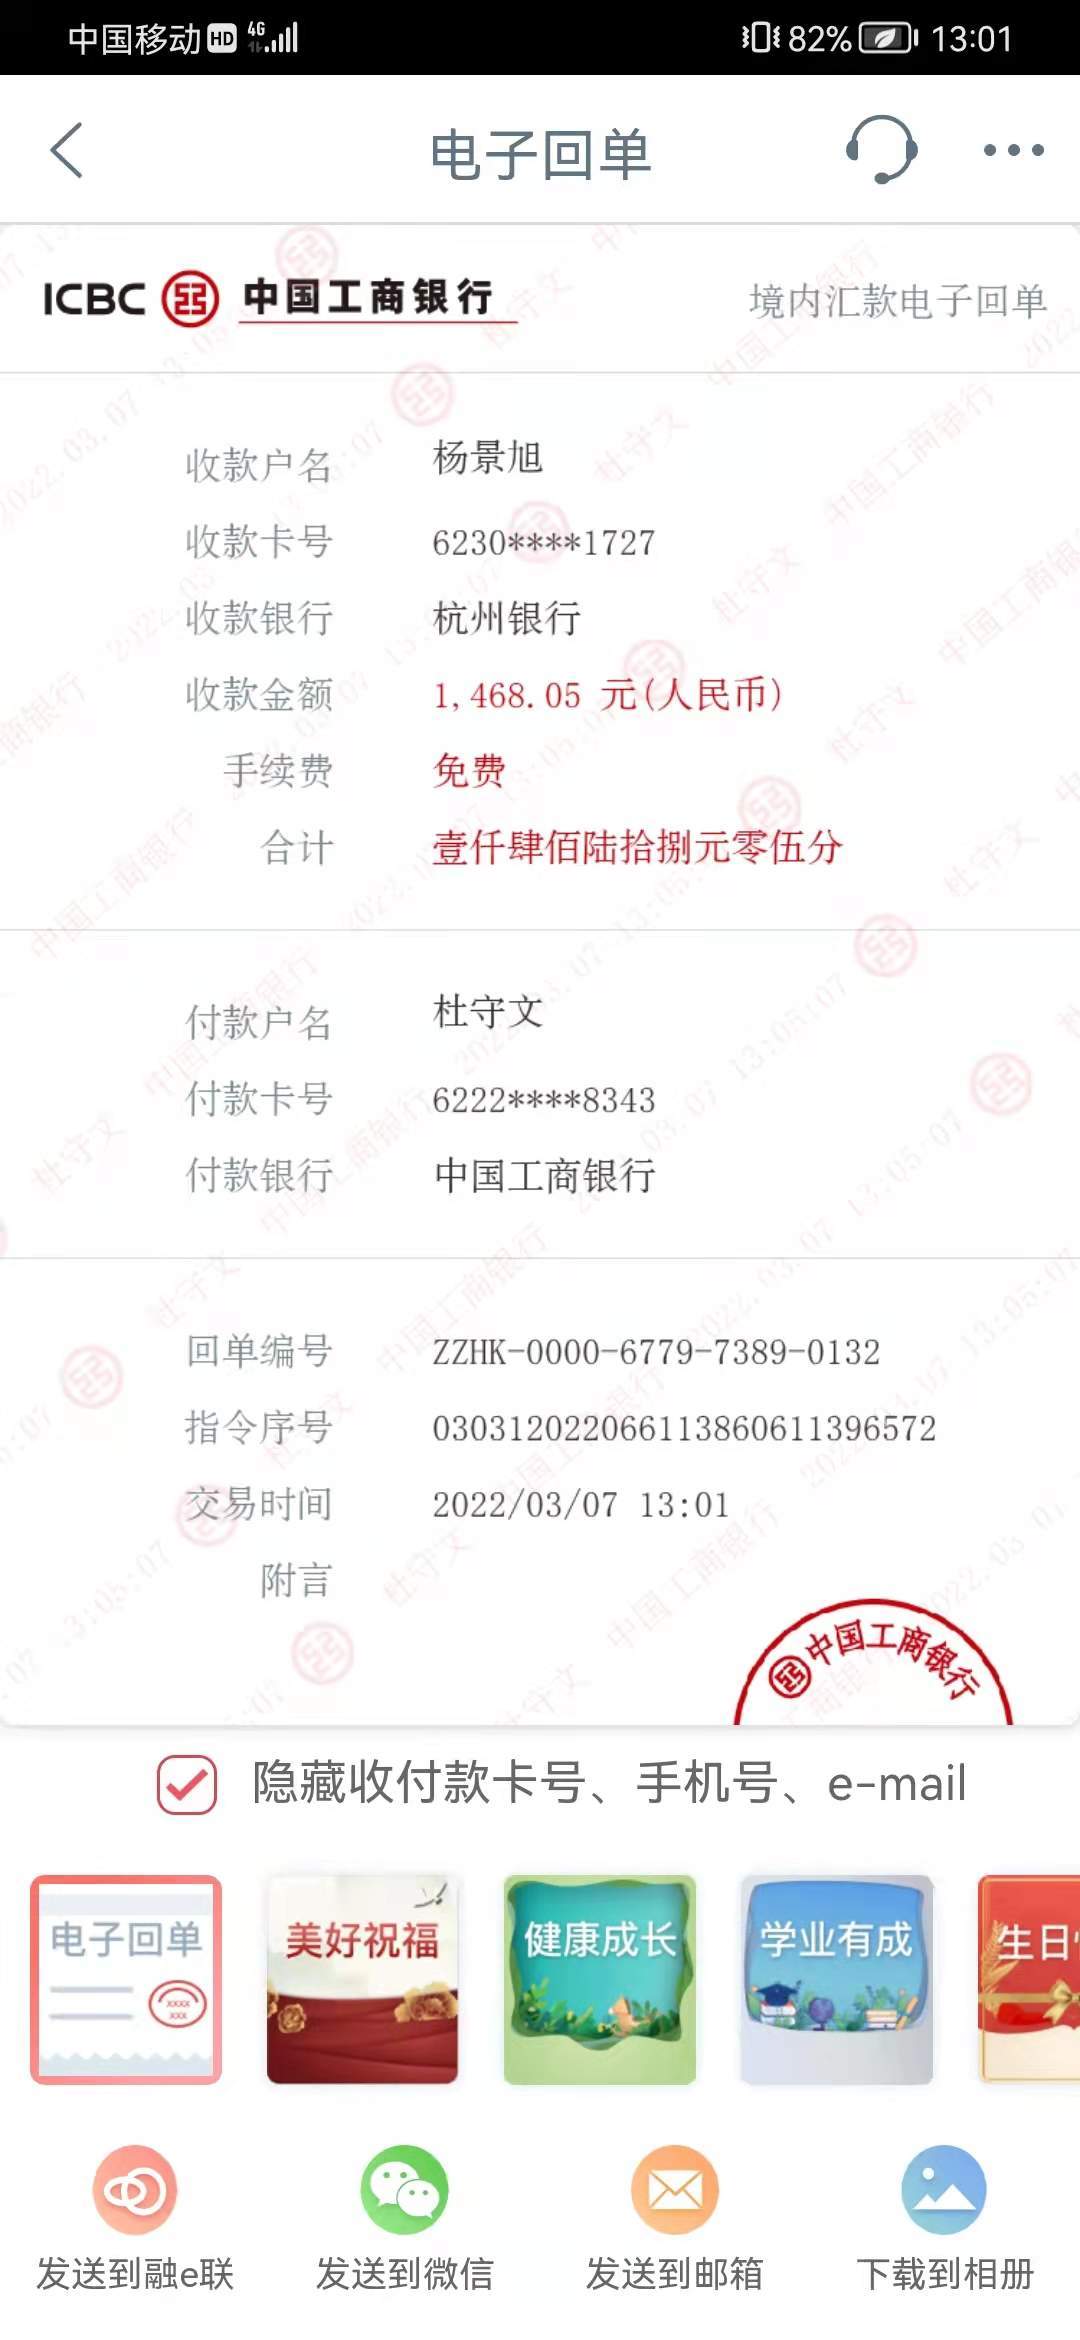 中国移动 HD 4G 82% 13:01
电子回单
ICBC 中国工商银行 境内汇款电子回单
收款户名 杨景旭
收款卡号 6230****1727
收款银行 杭州银行
收款金额 1,468.05 元(人民币)
手续费 免费
合计 壹仟肆佰陆拾捌元零伍分
付款户名 杜守文
付款卡号 6222****8343
付款银行 中国工商银行
回单编号 ZZHK-0000-6779-7389-0132
指令序号 030312022066113860611396572
交易时间 2022/03/07 13:01
附言
中国工商银行
隐藏收付款卡号、手机号、e-mail
电子回单 美好祝福 健康成长 学业有成 生日
发送到融e联 发送到微信 发送到邮箱 下载到相册